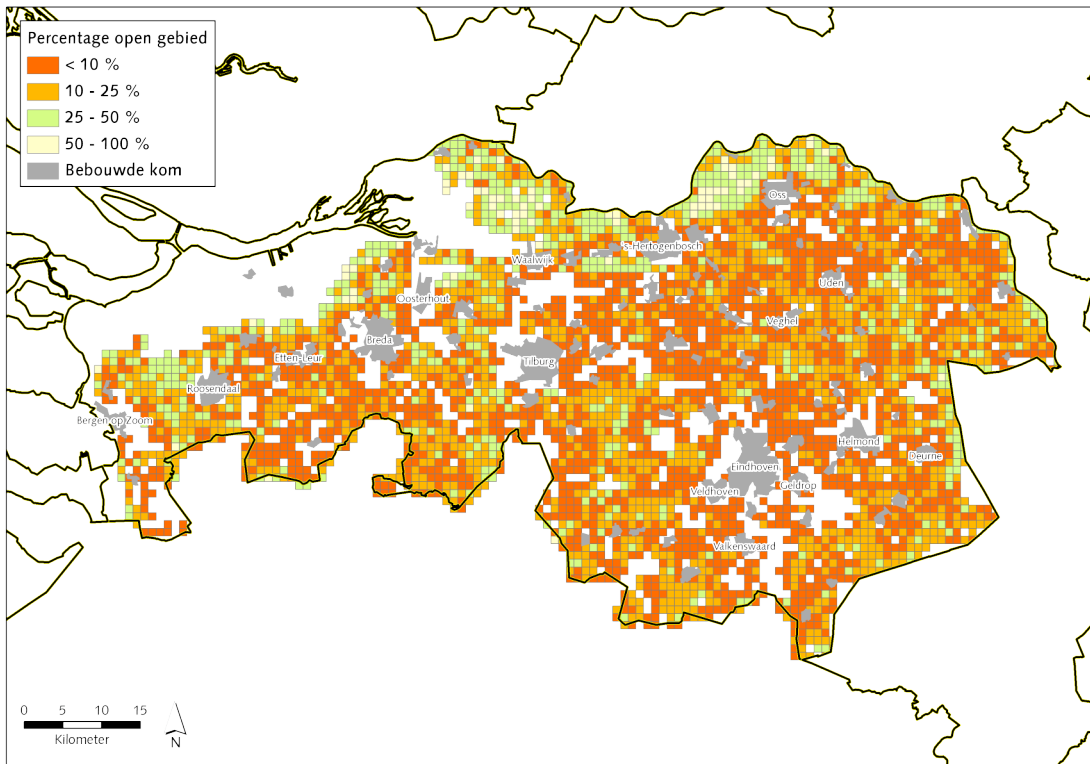 Percentage open gebied
< 10 %
10 - 25 %
25 - 50 %
50 - 100 %
Bebouwde kom
Oss
s-Hertogenbosch
Waalwijk
Uden
Oosterhout
Veghel
Breda
Etten-Leur
Tilburg
Roosendaal
Bergen op Zoom
Helmond
Deurne
Eindhoven
Geldrop
Veldhoven
Valkenswaard
0 5 10 15
Kilometer
N